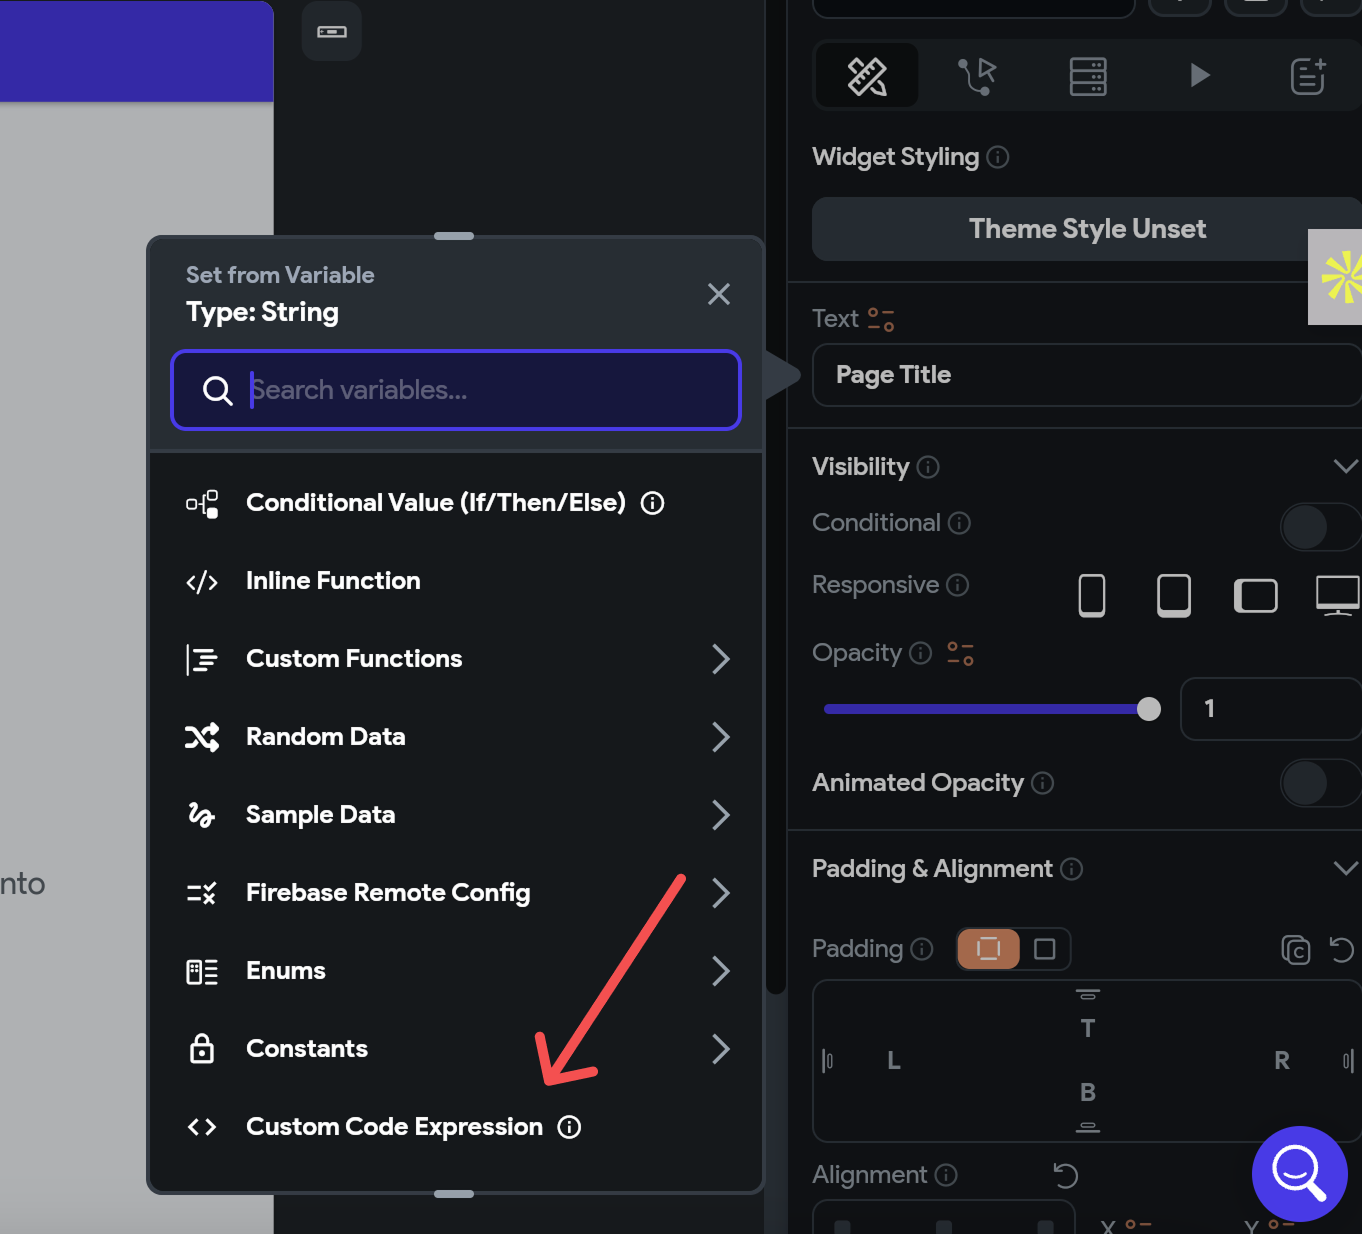 Widget Styling
Theme Style Unset
Set from Variable
Type: String
Search variables...
Conditional Value (If/Then/Else)
Inline Function
Custom Functions
Random Data
Sample Data
Firebase Remote Config
Enums
Constants
Custom Code Expression
nto
Text
Page Title
Visibility
Conditional
Responsive
Opacity
1
Animated Opacity
Padding & Alignment
Padding
C
T
L
R
B
Alignment
X
Y